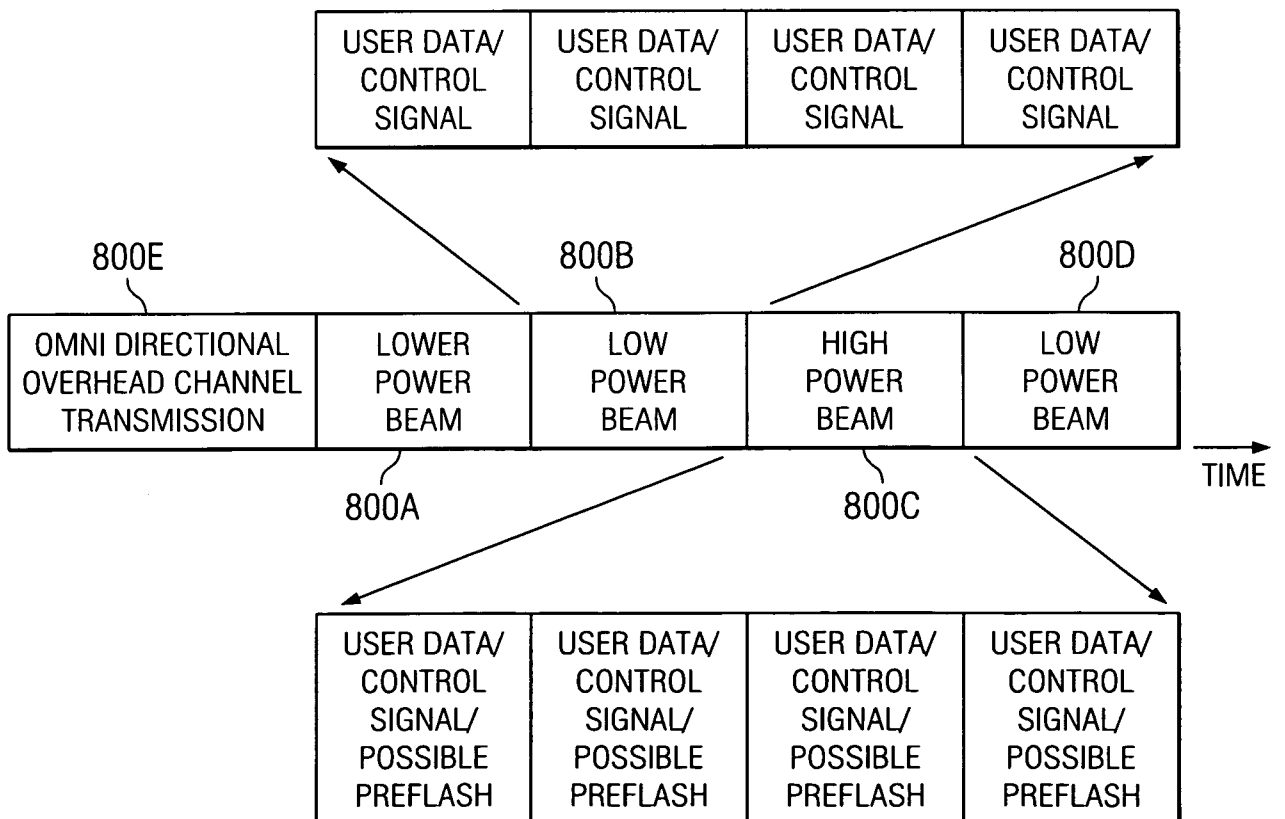 USER DATA/
CONTROL
SIGNAL
USER DATA/
CONTROL
SIGNAL
USER DATA/
CONTROL
SIGNAL
USER DATA/
CONTROL
SIGNAL
800E
800B
800D
OMNI DIRECTIONAL
OVERHEAD CHANNEL
TRANSMISSION
LOWER
POWER
BEAM
LOW
POWER
BEAM
HIGH
POWER
BEAM
LOW
POWER
BEAM
TIME
800A
800C
USER DATA/
CONTROL
SIGNAL/
POSSIBLE
PREFLASH
USER DATA/
CONTROL
SIGNAL/
POSSIBLE
PREFLASH
USER DATA/
CONTROL
SIGNAL/
POSSIBLE
PREFLASH
USER DATA/
CONTROL
SIGNAL/
POSSIBLE
PREFLASH